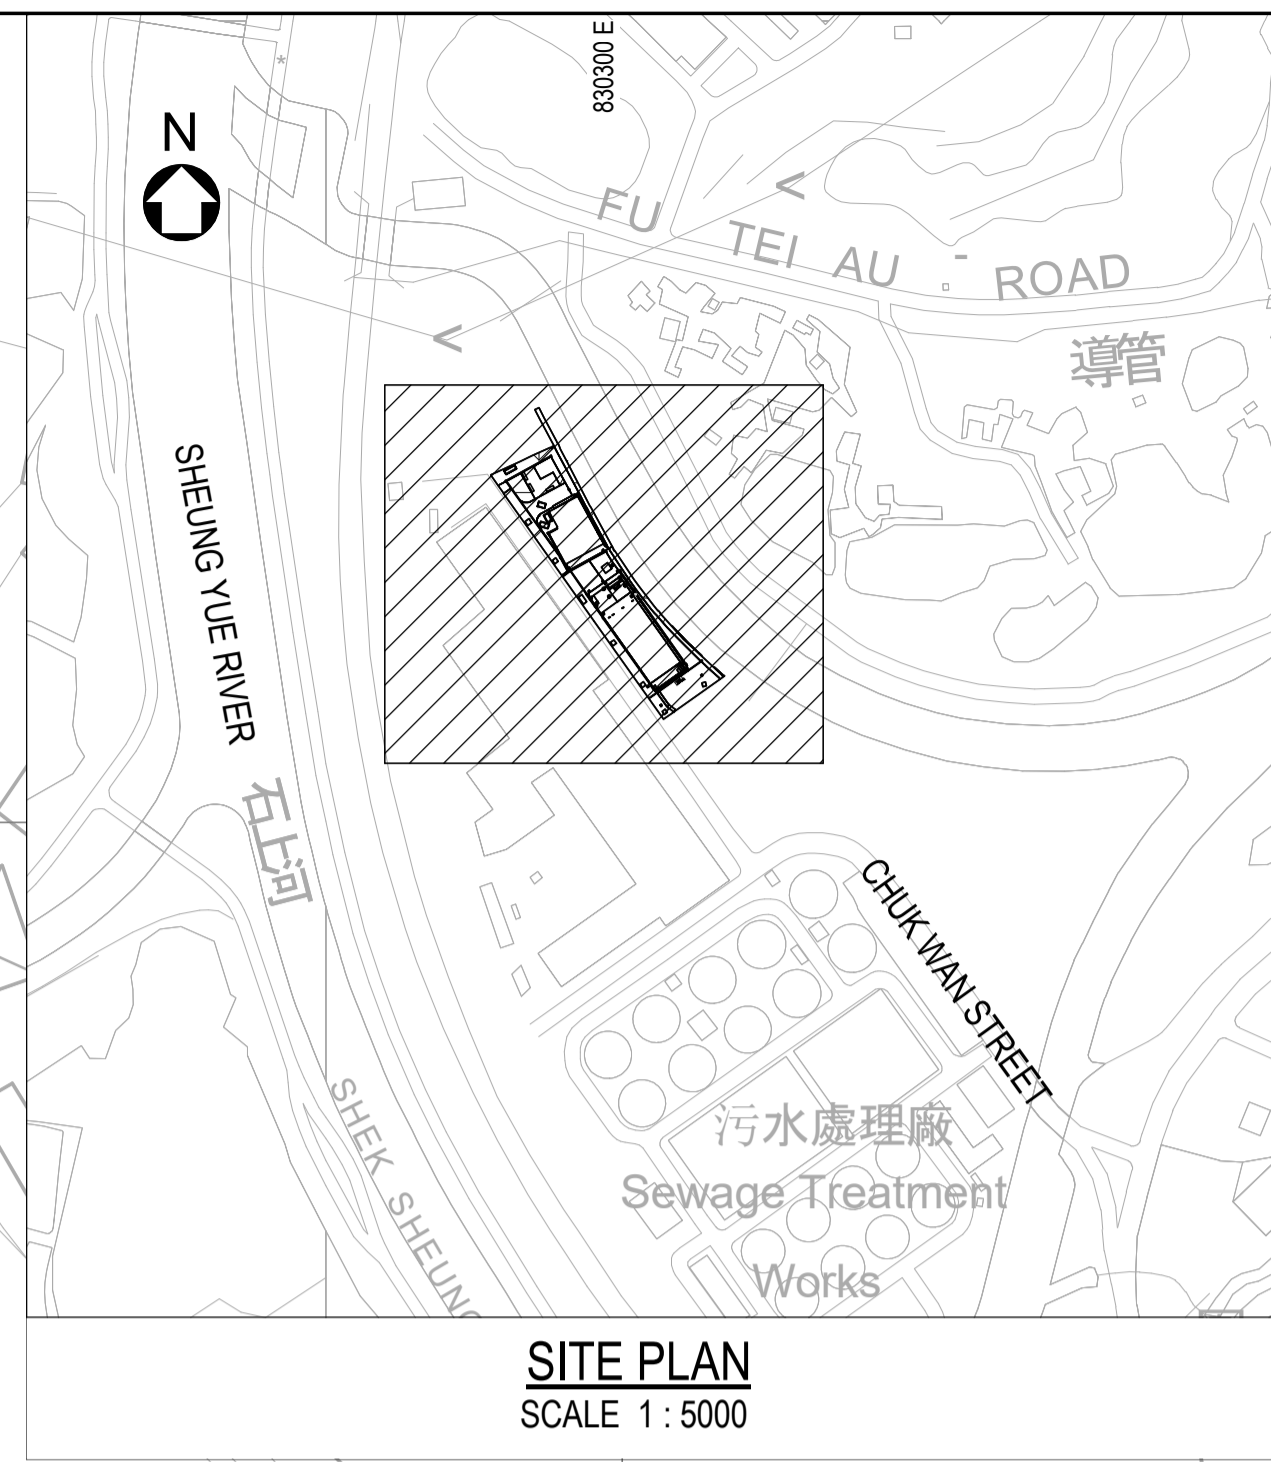 830300 E
N
FU TEI AU ROAD
導管
SHEUNG YUE RIVER
石上河
CHUK WAN STREET
SHEK SHEUNG
污水處理廠
Sewage Treatment
Works
SITE PLAN
SCALE 1 : 5000